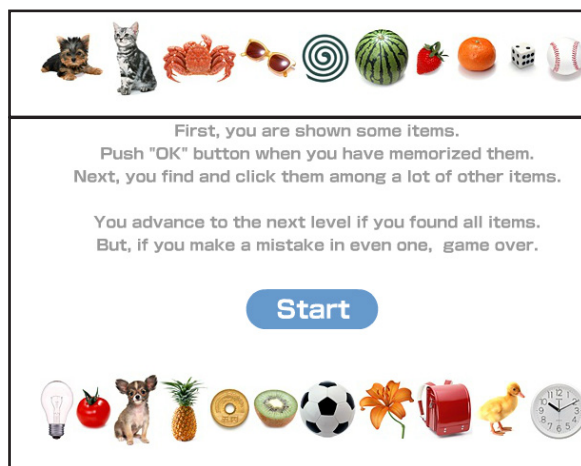 First, you are shown some items.
Push "OK" button when you have memorized them.
Next, you find and click them among a lot of other items.
You advance to the next level if you found all items.
But, if you make a mistake in even one, game over.
Start